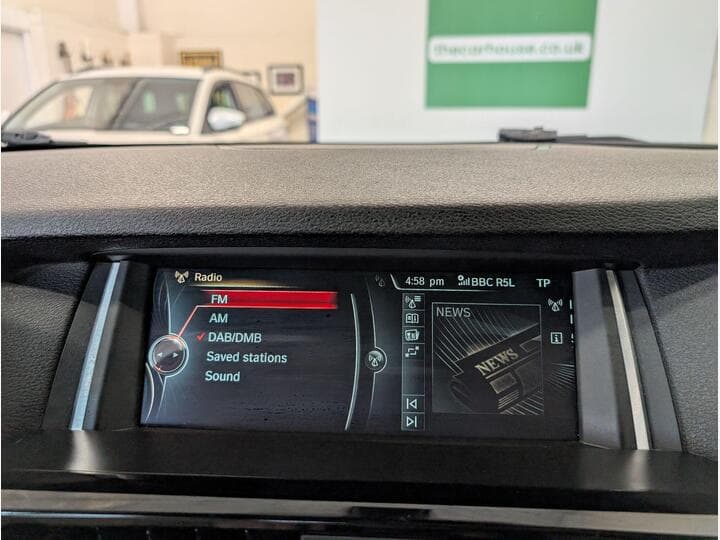 thecarhouse.co.uk
Radio
4:58 pm
BBC R5L
TP
FM
AM
DAB/DMB
Saved stations
Sound
NEWS
NEWS